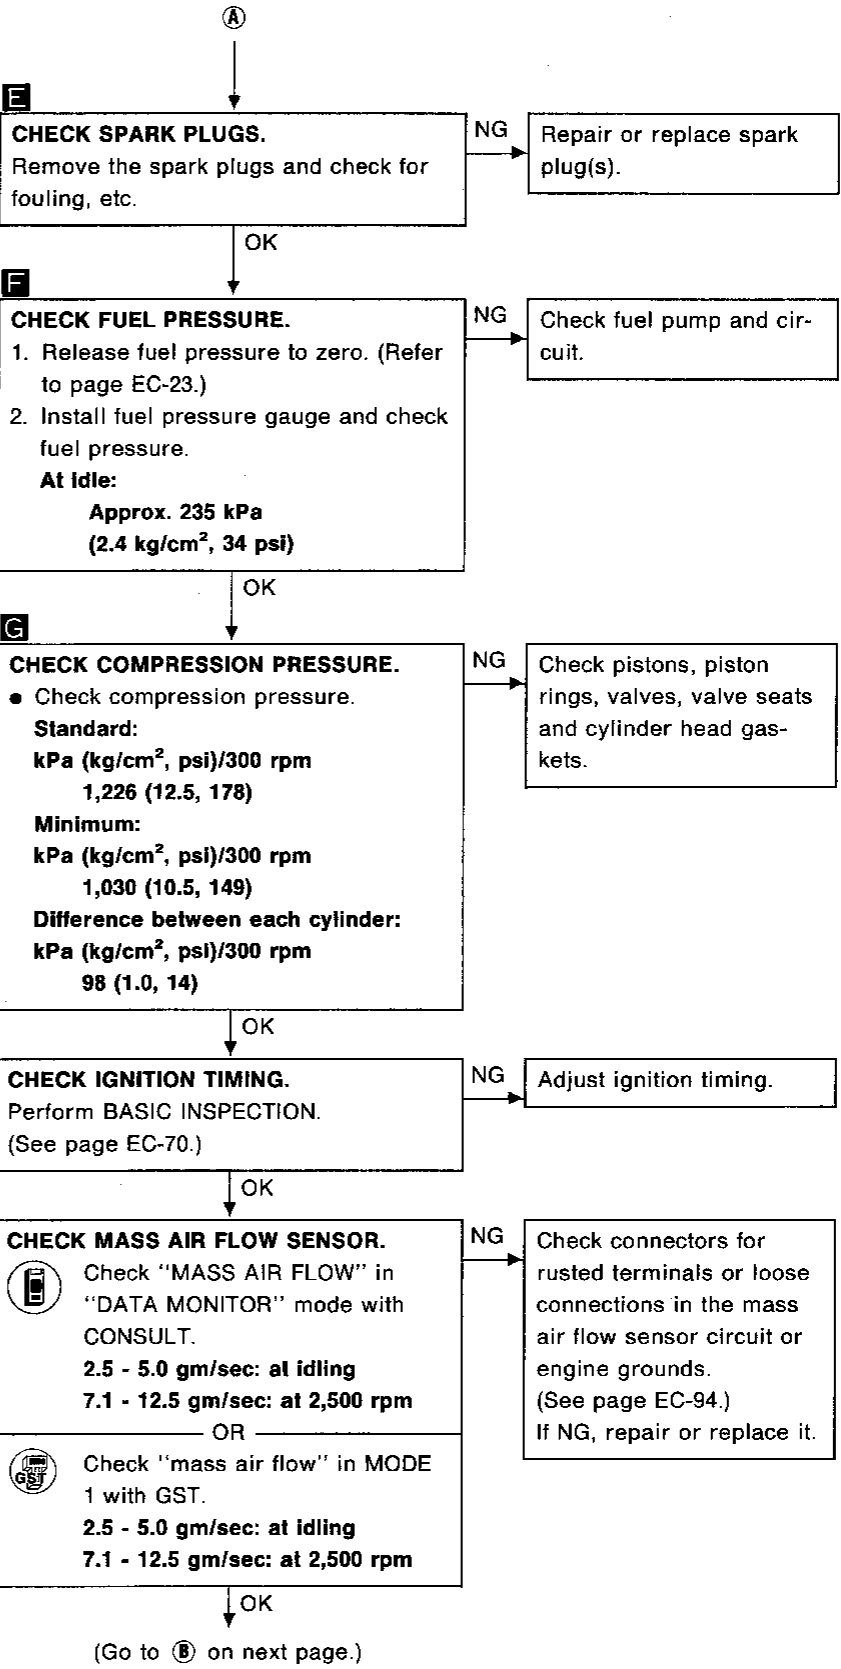 Ⓐ
E
CHECK SPARK PLUGS.
Remove the spark plugs and check for
fouling, etc.
NG
Repair or replace spark
plug(s).
OK
F
CHECK FUEL PRESSURE.
1. Release fuel pressure to zero. (Refer
to page EC-23.)
2. Install fuel pressure gauge and check
fuel pressure.
At idle:
Approx. 235 kPa
(2.4 kg/cm², 34 psi)
NG
Check fuel pump and cir-
cuit.
OK
G
CHECK COMPRESSION PRESSURE.
● Check compression pressure.
Standard:
kPa (kg/cm², psi)/300 rpm
1,226 (12.5, 178)
Minimum:
kPa (kg/cm², psi)/300 rpm
1,030 (10.5, 149)
Difference between each cylinder:
kPa (kg/cm², psi)/300 rpm
98 (1.0, 14)
NG
Check pistons, piston
rings, valves, valve seats
and cylinder head gas-
kets.
OK
CHECK IGNITION TIMING.
Perform BASIC INSPECTION.
(See page EC-70.)
NG
Adjust ignition timing.
OK
CHECK MASS AIR FLOW SENSOR.
Check "MASS AIR FLOW" in
"DATA MONITOR" mode with
CONSULT.
2.5 - 5.0 gm/sec: at idling
7.1 - 12.5 gm/sec: at 2,500 rpm
OR
GST
Check "mass air flow" in MODE
1 with GST.
2.5 - 5.0 gm/sec: at idling
7.1 - 12.5 gm/sec: at 2,500 rpm
NG
Check connectors for
rusted terminals or loose
connections in the mass
air flow sensor circuit or
engine grounds.
(See page EC-94.)
If NG, repair or replace it.
OK
(Go to Ⓑ on next page.)